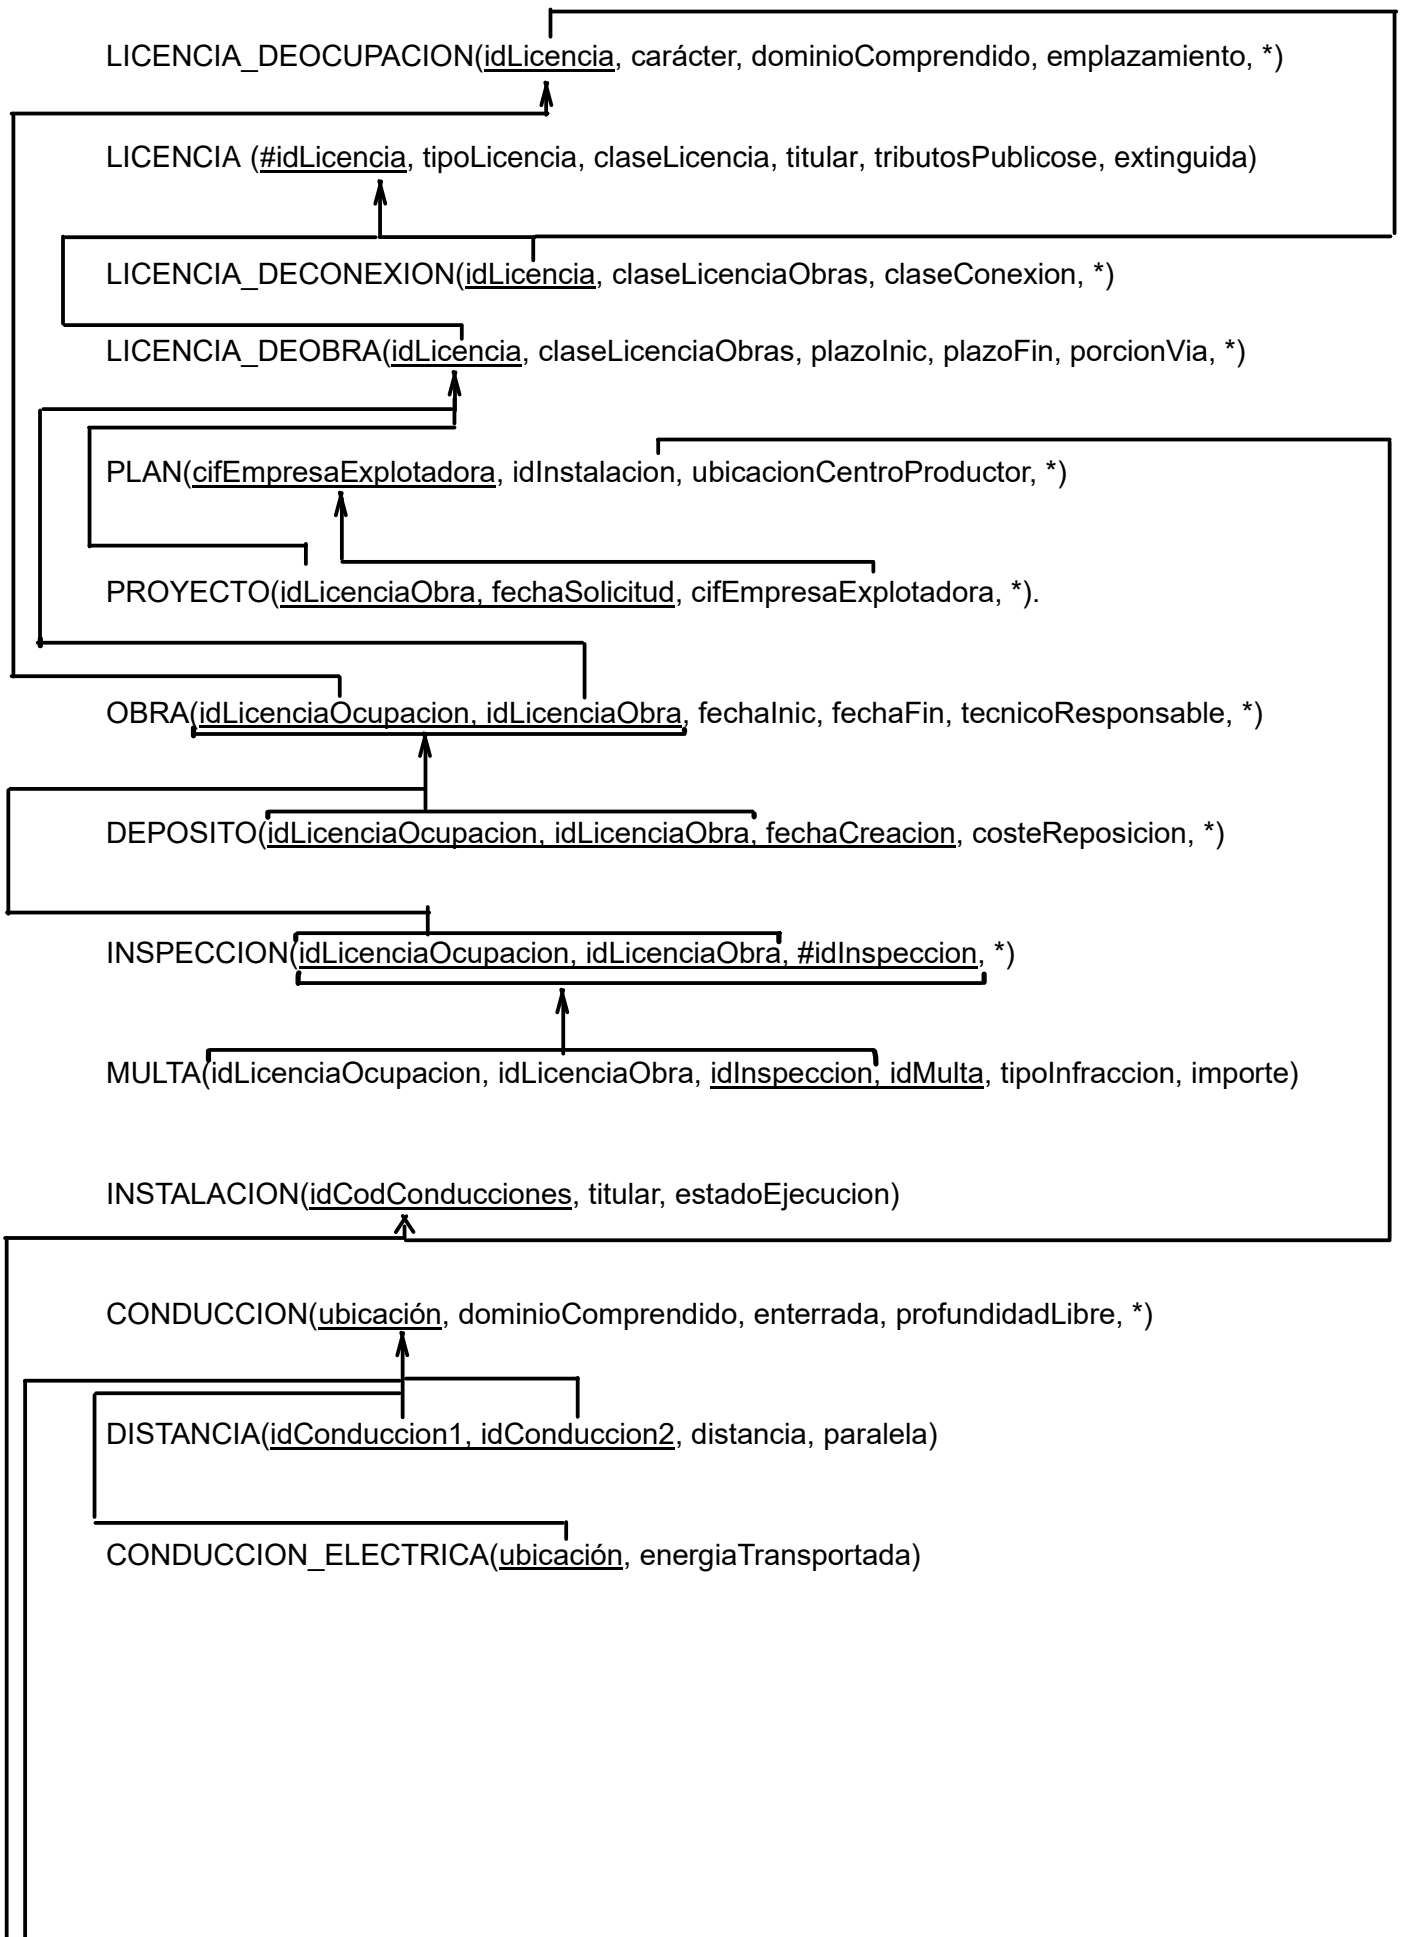 LICENCIA_DEOCUPACION(idLicencia, carácter, dominioComprendido, emplazamiento, *)
LICENCIA (#idLicencia, tipoLicencia, claseLicencia, titular, tributosPublicose, extinguida)
LICENCIA_DECONEXION(idLicencia, claseLicenciaObras, claseConexion, *)
LICENCIA_DEOBRA(idLicencia, claseLicenciaObras, plazoInic, plazoFin, porcionVia, *)
PLAN(cifEmpresaExplotadora, idInstalacion, ubicacionCentroProductor, *)
PROYECTO(idLicenciaObra, fechaSolicitud, cifEmpresaExplotadora, *).
OBRA(idLicenciaOcupacion, idLicenciaObra, fechaInic, fechaFin, tecnicoResponsable, *)
DEPOSITO(idLicenciaOcupacion, idLicenciaObra, fechaCreacion, costeReposicion, *)
INSPECCION(idLicenciaOcupacion, idLicenciaObra, #idInspeccion, *)
MULTA(idLicenciaOcupacion, idLicenciaObra, idInspeccion, idMulta, tipoInfraccion, importe)
INSTALACION(idCodConducciones, titular, estadoEjecucion)
CONDUCCION(ubicación, dominioComprendido, enterrada, profundidadLibre, *)
DISTANCIA(idConduccion1, idConduccion2, distancia, paralela)
CONDUCCION_ELECTRICA(ubicación, energiaTransportada)